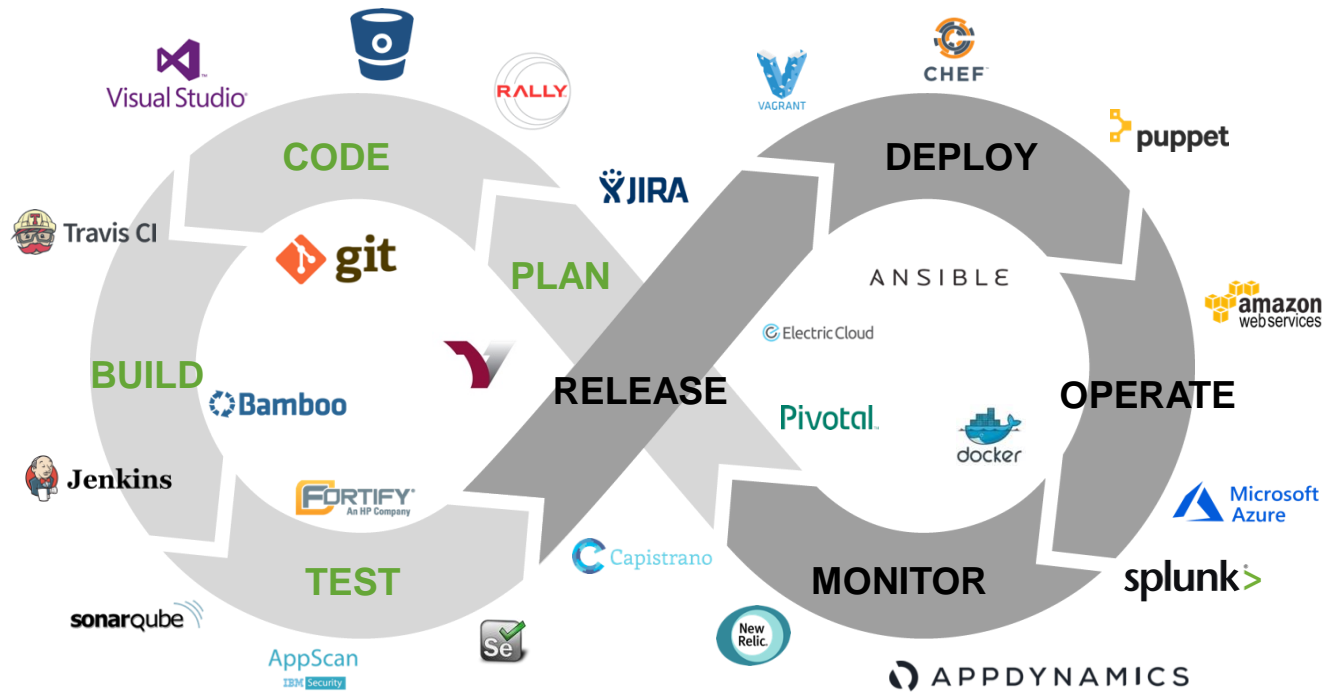 Visual Studio
RALLY
VAGRANT
CHEF
puppet
CODE
DEPLOY
JIRA
Travis CI
git
PLAN
ANSIBLE
amazon
webservices
Electric Cloud
BUILD
RELEASE
OPERATE
Bamboo
Pivotal
docker
Jenkins
FORTIFY
An HP Company
Microsoft
Azure
Capistrano
TEST
MONITOR
splunk>
sonarqube
Se
New
Relic.
AppScan
IBM Security
APPDYNAMICS